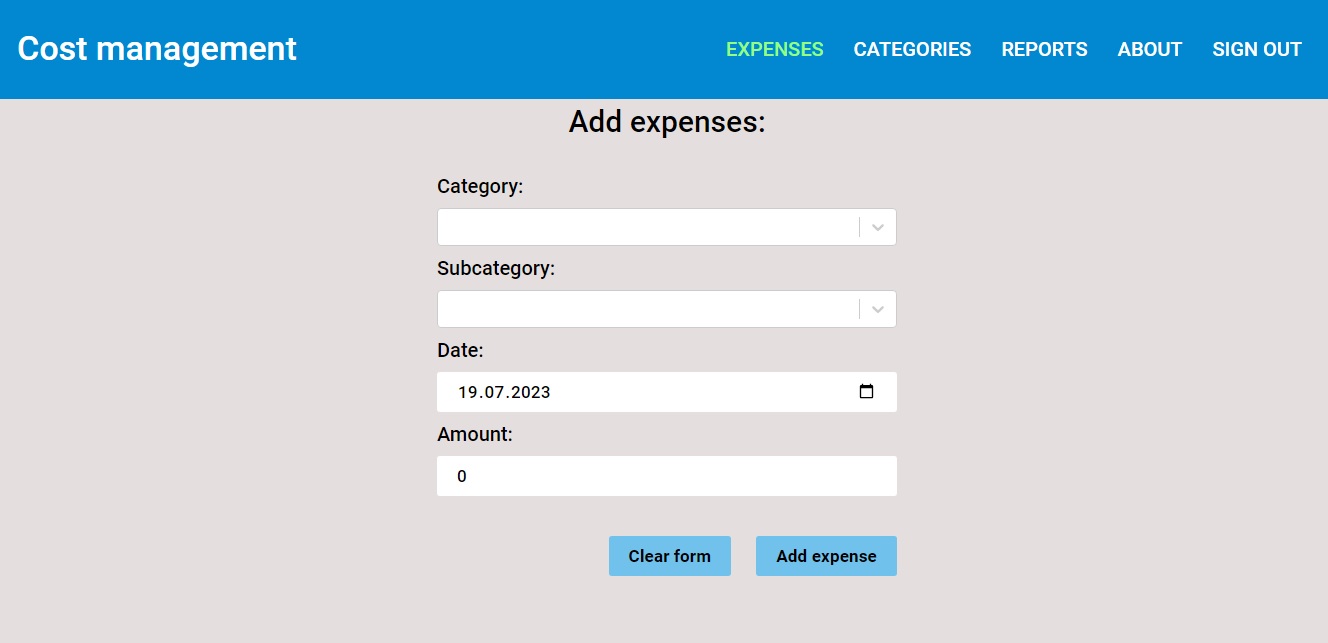 Cost management
EXPENSES CATEGORIES REPORTS ABOUT SIGN OUT
Add expenses:
Category:
Subcategory:
Date:
19.07.2023
Amount:
0
Clear form Add expense